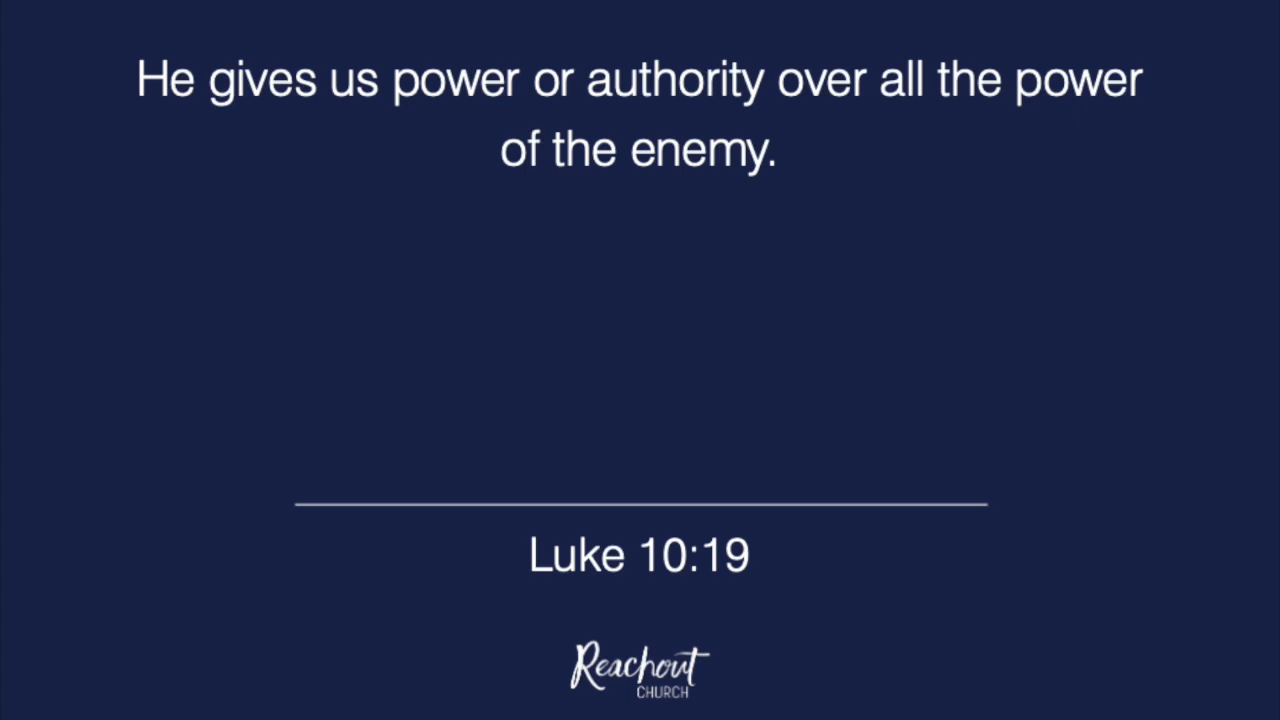 He gives us power or authority over all the power
of the enemy.
Luke 10:19
Reachout
CHURCH